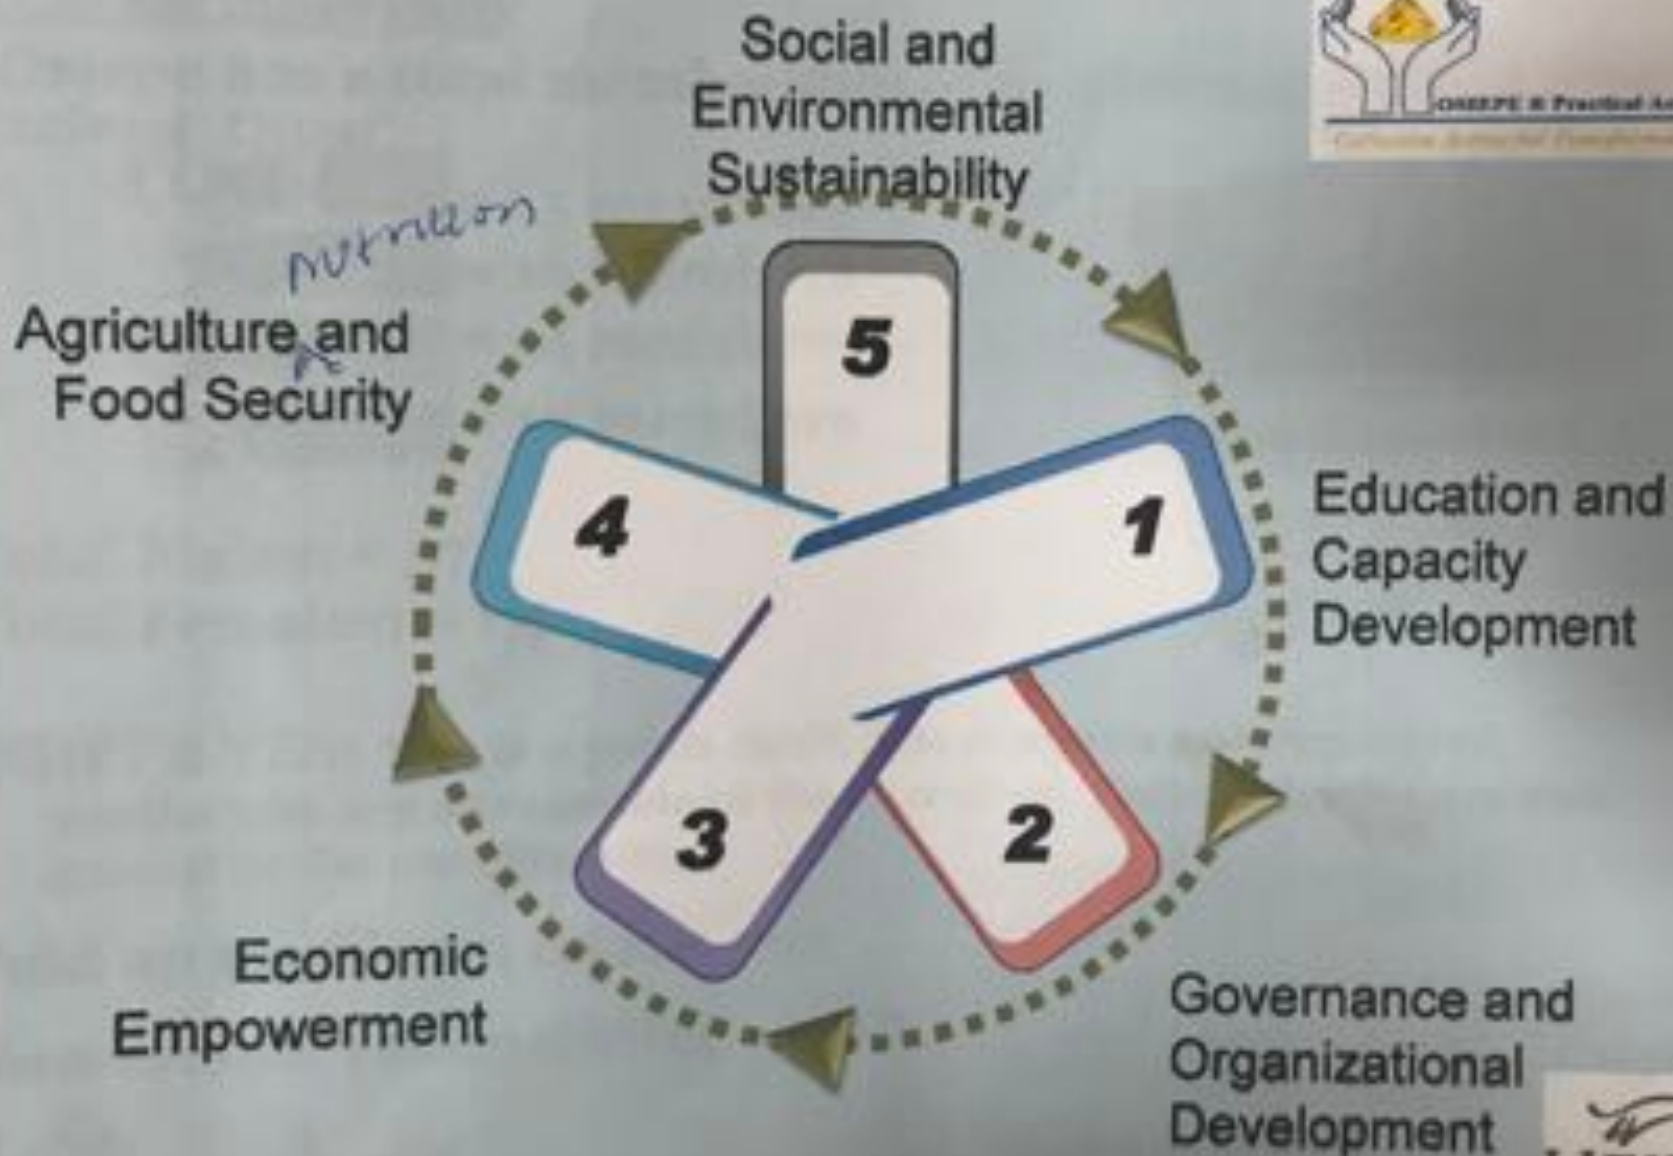 Social and
Environmental
Sustainability
nutrition
Agriculture and
Food Security
5
4
1
Education and
Capacity
Development
3
2
Economic
Empowerment
Governance and
Organizational
Development